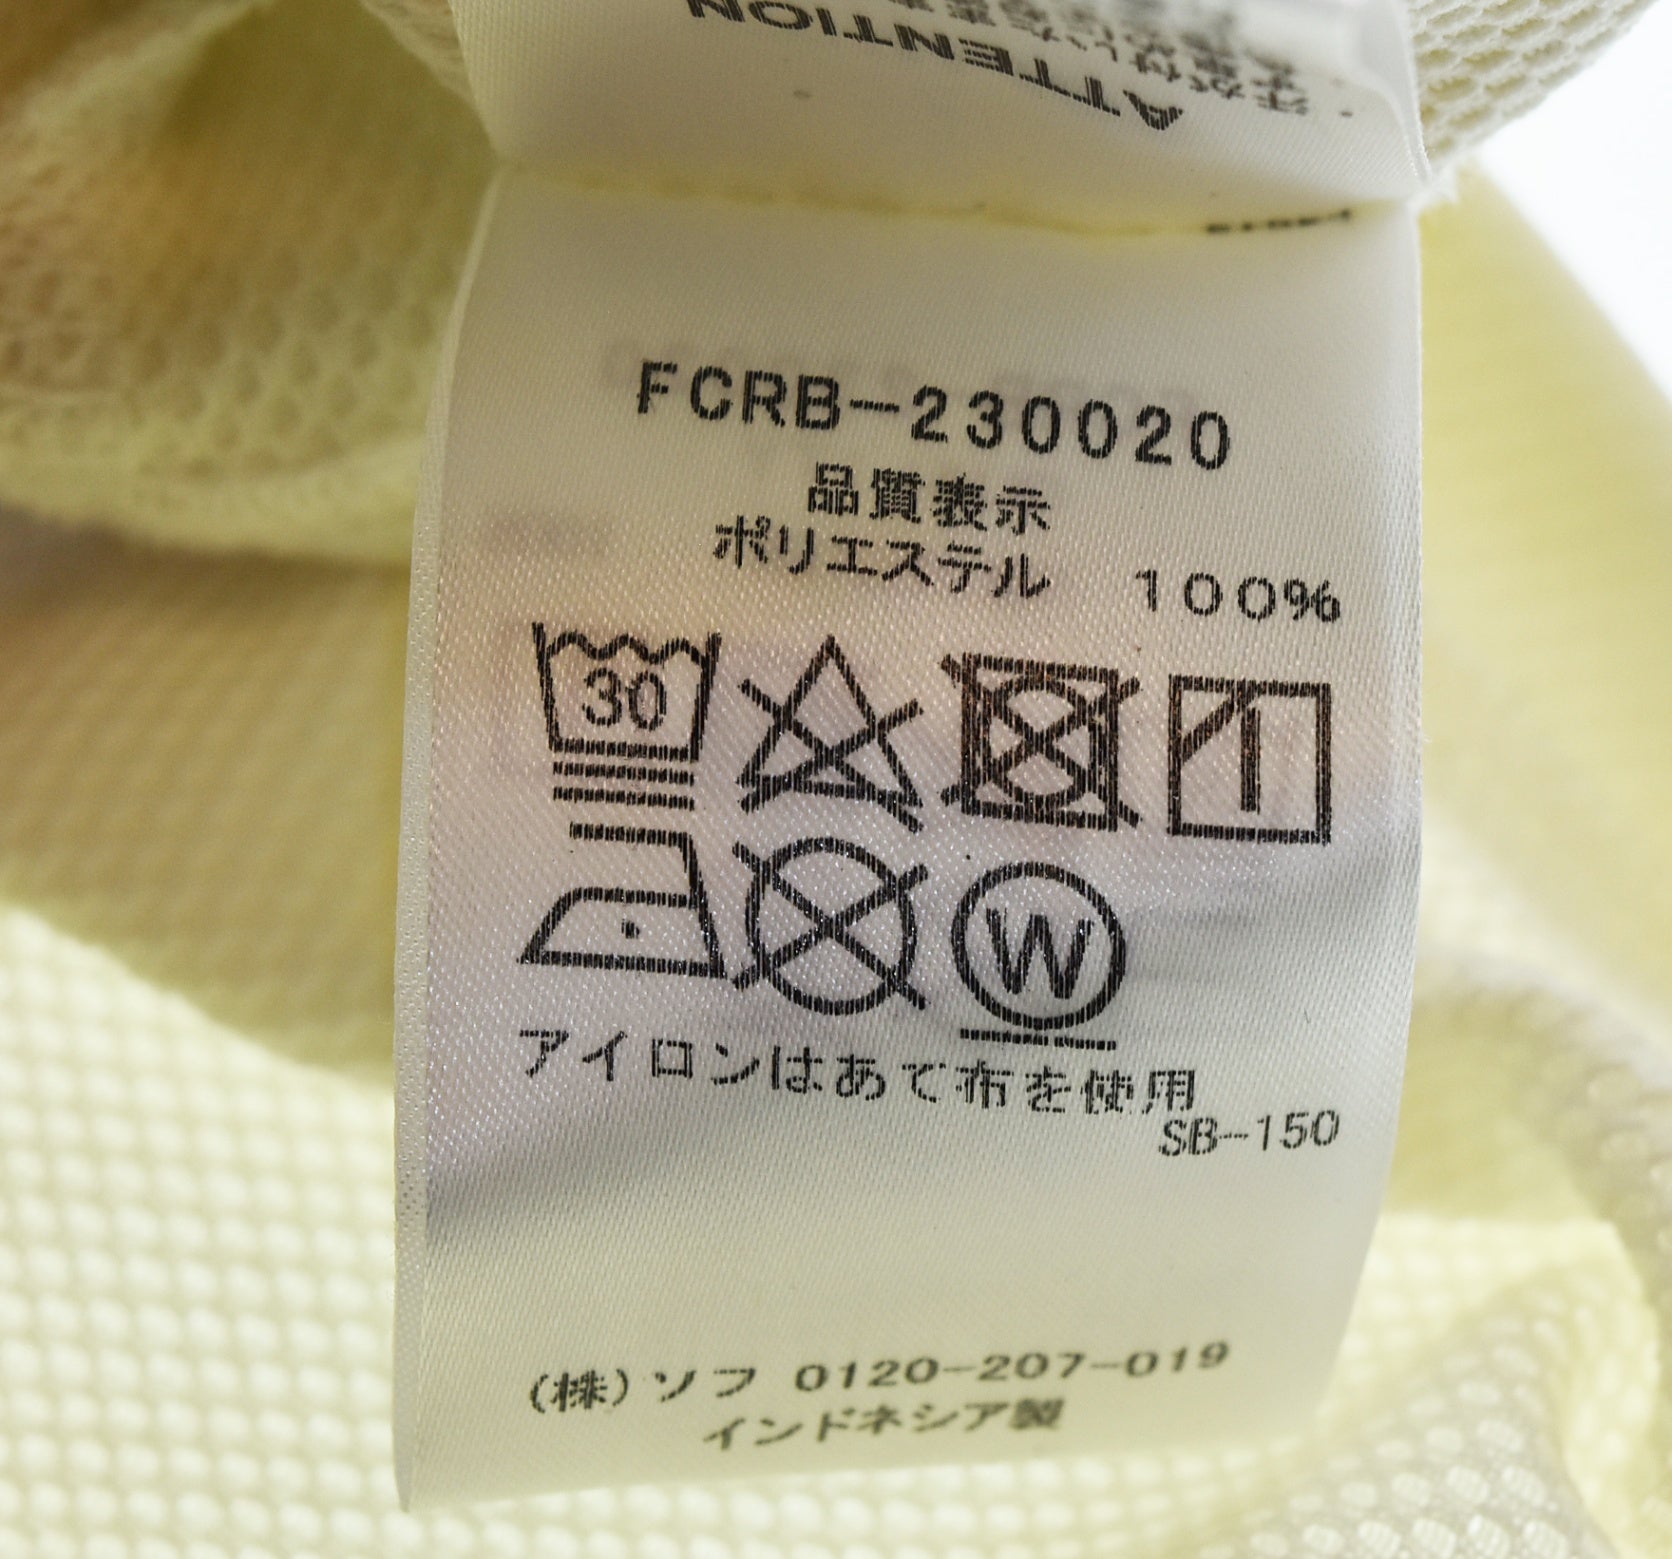 ATTENTION
FCRB-230020
品質表示
ポリエステル 100%
30
W
アイロンはあて布を使用
SB-150
(株)ソフ 0120-207-019
インドネシア製